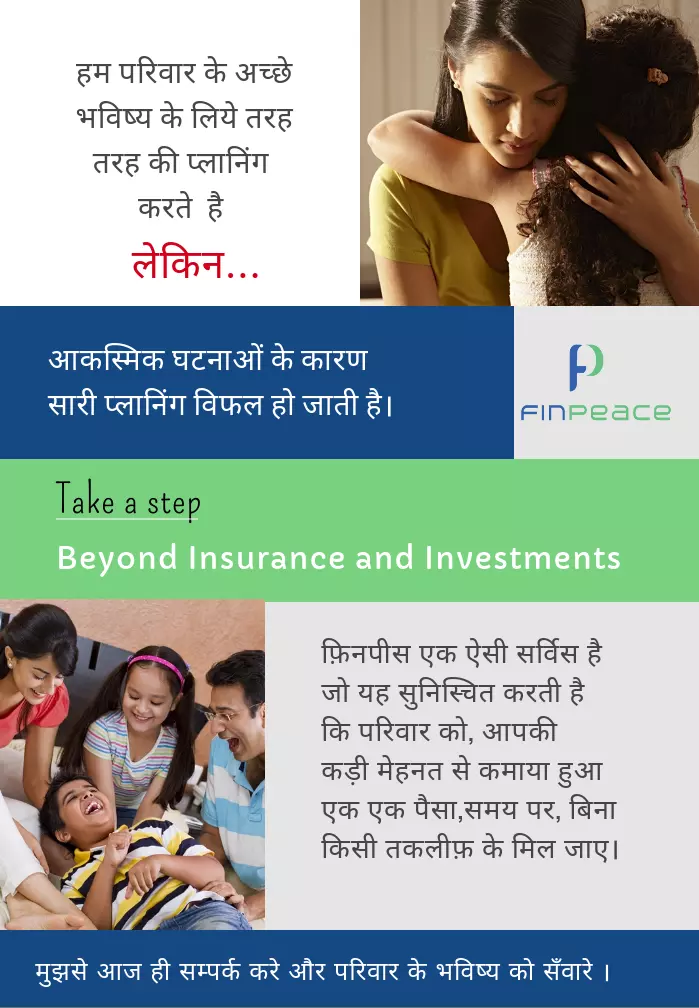 हम परिवार के अच्छे
भविष्य के लिये तरह
तरह की प्लानिंग
करते है
लेकिन...
आकस्मिक घटनाओं के कारण
सारी प्लानिंग विफल हो जाती है।
FINPEACE
Take a step
Beyond Insurance and Investments
फ़िनपीस एक ऐसी सर्विस है
जो यह सुनिस्चित करती है
कि परिवार को, आपकी
कड़ी मेहनत से कमाया हुआ
एक एक पैसा,समय पर, बिना
किसी तकलीफ़ के मिल जाए।
मुझसे आज ही सम्पर्क करे और परिवार के भविष्य को सँवारे ।